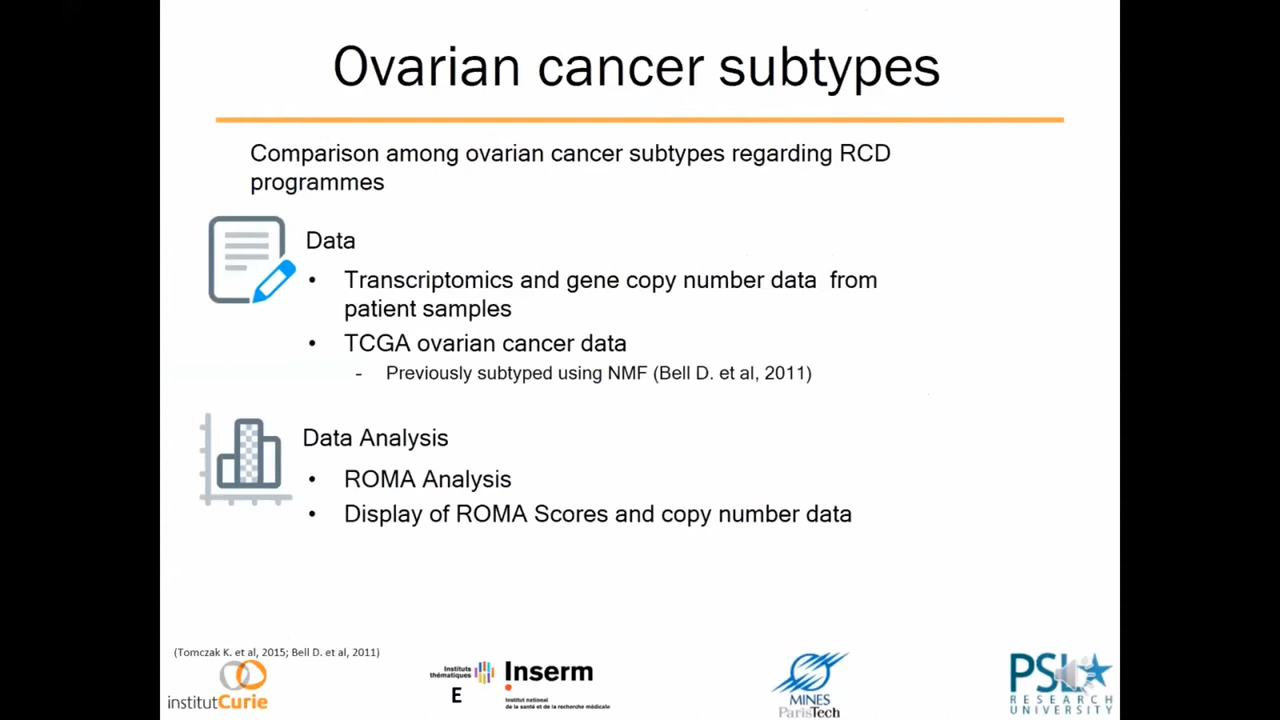 Ovarian cancer subtypes
Comparison among ovarian cancer subtypes regarding RCD
programmes
Data
• Transcriptomics and gene copy number data from
patient samples
• TCGA ovarian cancer data
- Previously subtyped using NMF (Bell D. et al, 2011)
Data Analysis
• ROMA Analysis
• Display of ROMA Scores and copy number data
(Tomczak K. et al, 2015; Bell D. et al, 2011)
institutCurie
Instituts
thématiques
E
Inserm
Institut national
de la santé et de la recherche médicale
MINES
ParisTech
PSL
RESEARCH
UNIVERSITY